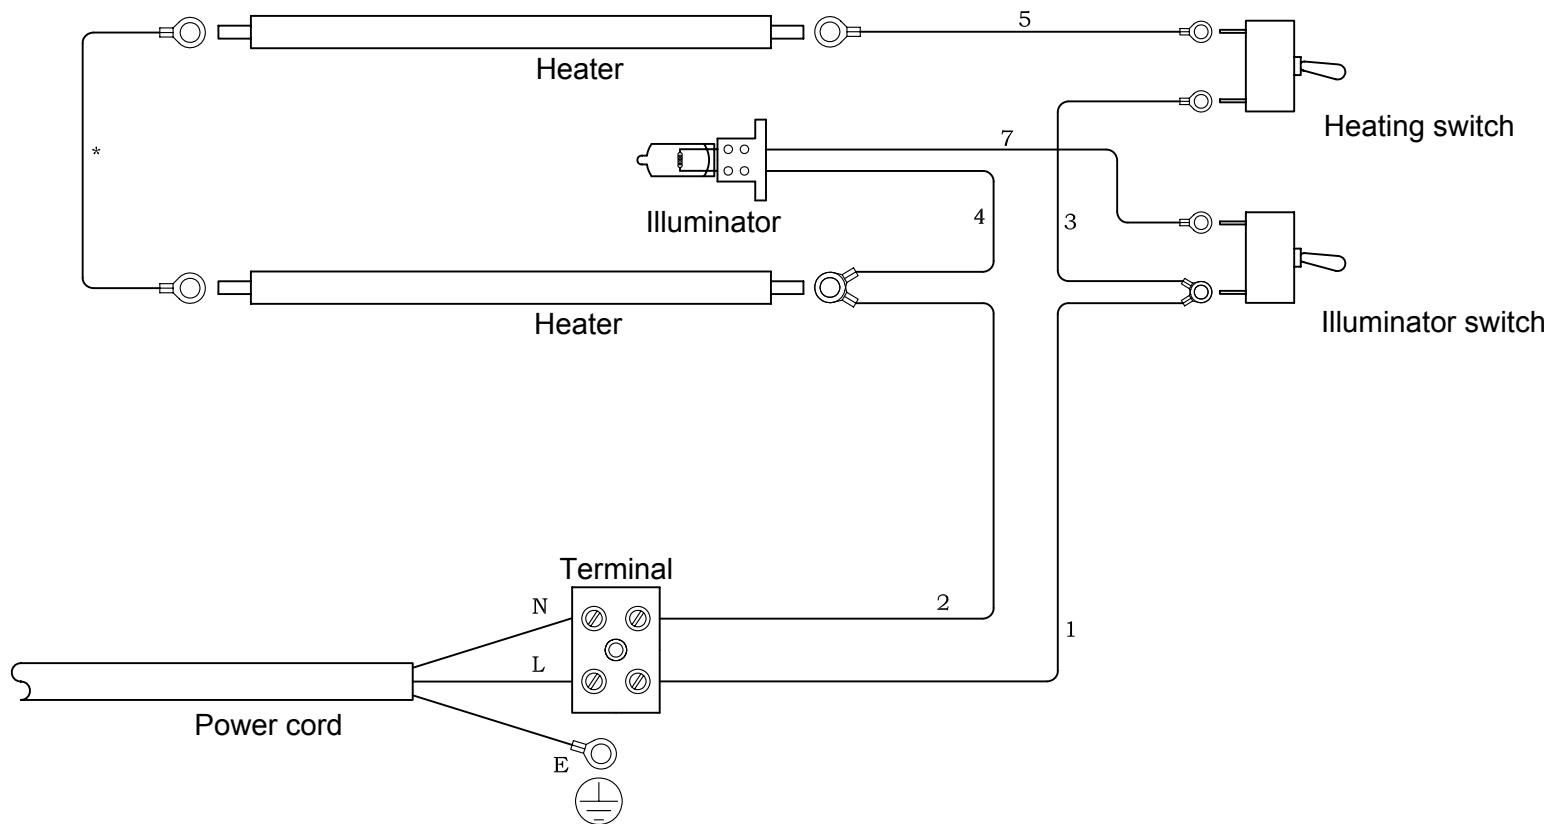 5
Heater
Heating switch
*
7
Illuminator
4
3
Heater
Illuminator switch
Terminal
N
2
1
L
Power cord
E